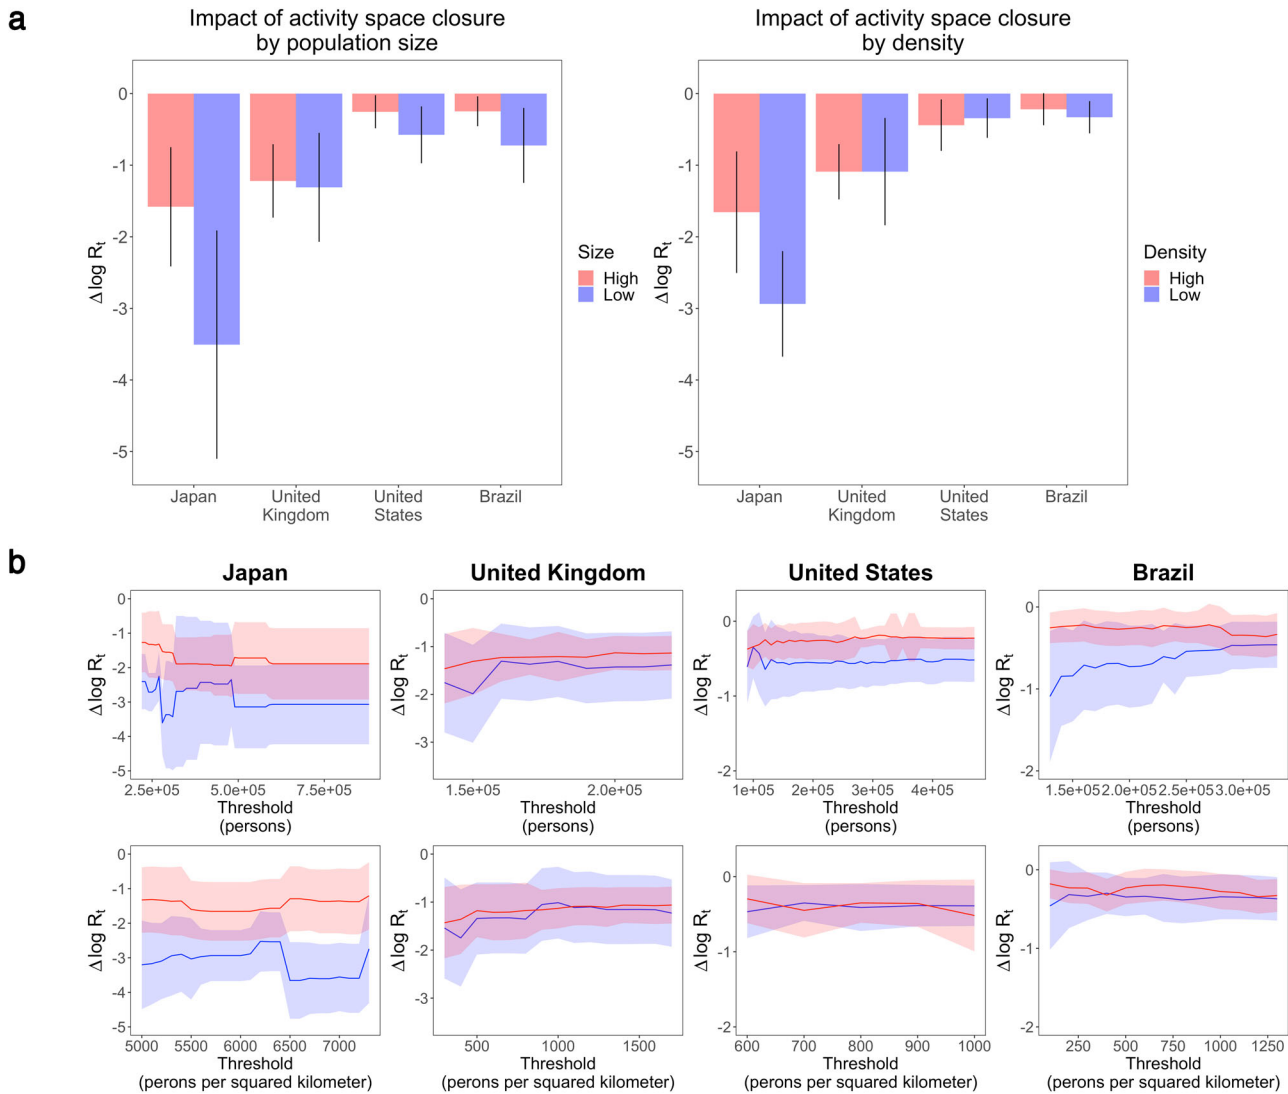 a
Impact of activity space closure
by population size
Impact of activity space closure
by density
0
-1
-2
-3
-4
-5
Δ log Rt
Japan
United
Kingdom
United
States
Brazil
Size
High
Low
0
-1
-2
-3
-4
-5
Δ log Rt
Japan
United
Kingdom
United
States
Brazil
Density
High
Low
b
Japan
United Kingdom
United States
Brazil
0
-1
-2
-3
-4
-5
Δ log Rt
2.5e+05 5.0e+05 7.5e+05
Threshold
(persons)
0
-1
-2
-3
Δ log Rt
1.5e+05 2.0e+05
Threshold
(persons)
0
-1
-2
Δ log Rt
1e+05 2e+05 3e+05 4e+05
Threshold
(persons)
0
-1
-2
Δ log Rt
1.5e+05 2.0e+05 2.5e+05 3.0e+05
Threshold
(persons)
0
-1
-2
-3
-4
-5
Δ log Rt
5000 5500 6000 6500 7000
Threshold
(perons per squared kilometer)
0
-1
-2
-3
Δ log Rt
500 1000 1500
Threshold
(perons per squared kilometer)
0
-1
-2
Δ log Rt
600 700 800 900 1000
Threshold
(perons per squared kilometer)
0
-1
-2
Δ log Rt
250 500 750 1000 1250
Threshold
(perons per squared kilometer)